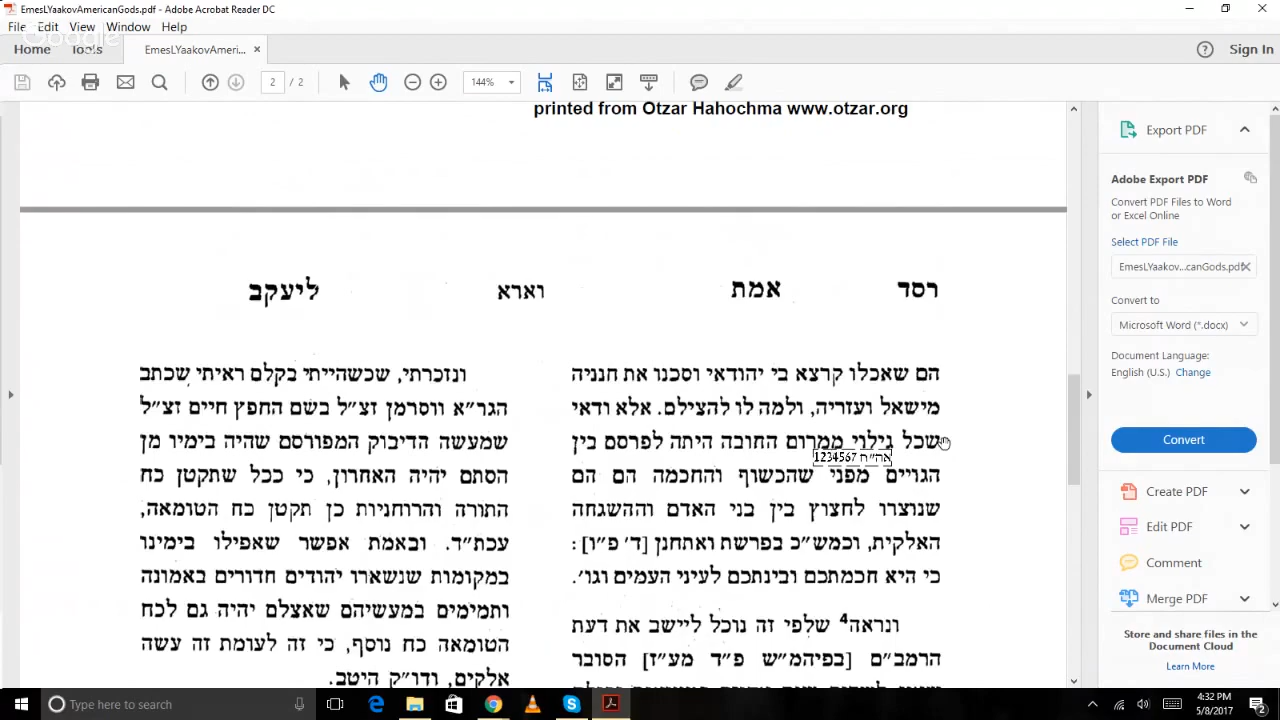 EmesLYaakovAmericanGods.pdf - Adobe Acrobat Reader DC
File Edit View Window Help
Google
Home Tools EmesLYaakovAmeri... × Sign In
2 / 2 144%
printed from Otzar Hahochma www.otzar.org
רסד אמת וארא ליעקב
הם שאכלו קרצא בי יהודאי וסכנו את חנניה
מישאל ועזריה, ולמה לו להצילם. אלא ודאי
שכל גילוי ממרום החובה היתה לפרסם בין
אה״ח 1234567
הגויים מפני שהכשוף והחכמה הם הם
שנוצרו לחצוץ בין בני האדם וההשגחה
האלקית, וכמש״כ בפרשת ואתחנן [ד׳ פ״ו]:
כי היא חכמתכם ובינתכם לעיני העמים וגו׳.
ונראה4 שלפי זה נוכל ליישב את דעת
הרמב״ם [בפיהמ״ש פ״ד מע״ז] הסובר
ונזכרתי, שכשהייתי בקלם ראיתי שכתב
הגר״א ווסרמן זצ״ל בשם החפץ חיים זצ״ל
שמעשה הדיבוק המפורסם שהיה בימיו מן
הסתם יהיה האחרון, כי ככל שתקטן כח
התורה והרוחניות כן תקטן כח הטומאה,
עכת״ד. ובאמת אפשר שאפילו בימינו
במקומות שנשארו יהודים חדורים באמונה
ותמימים במעשיהם שאצלם יהיה גם לכח
הטומאה כח נוסף, כי זה לעומת זה עשה
אלקים, ודו״ק היטב.
Export PDF
Adobe Export PDF
Convert PDF Files to Word
or Excel Online
Select PDF File
EmesLYaakov...canGods.pdf ×
Convert to
Microsoft Word (*.docx)
Document Language:
English (U.S.) Change
Convert
Create PDF
Edit PDF
Comment
Merge PDF
Store and share files in the
Document Cloud
Learn More
Type here to search
4:32 PM
5/8/2017
2